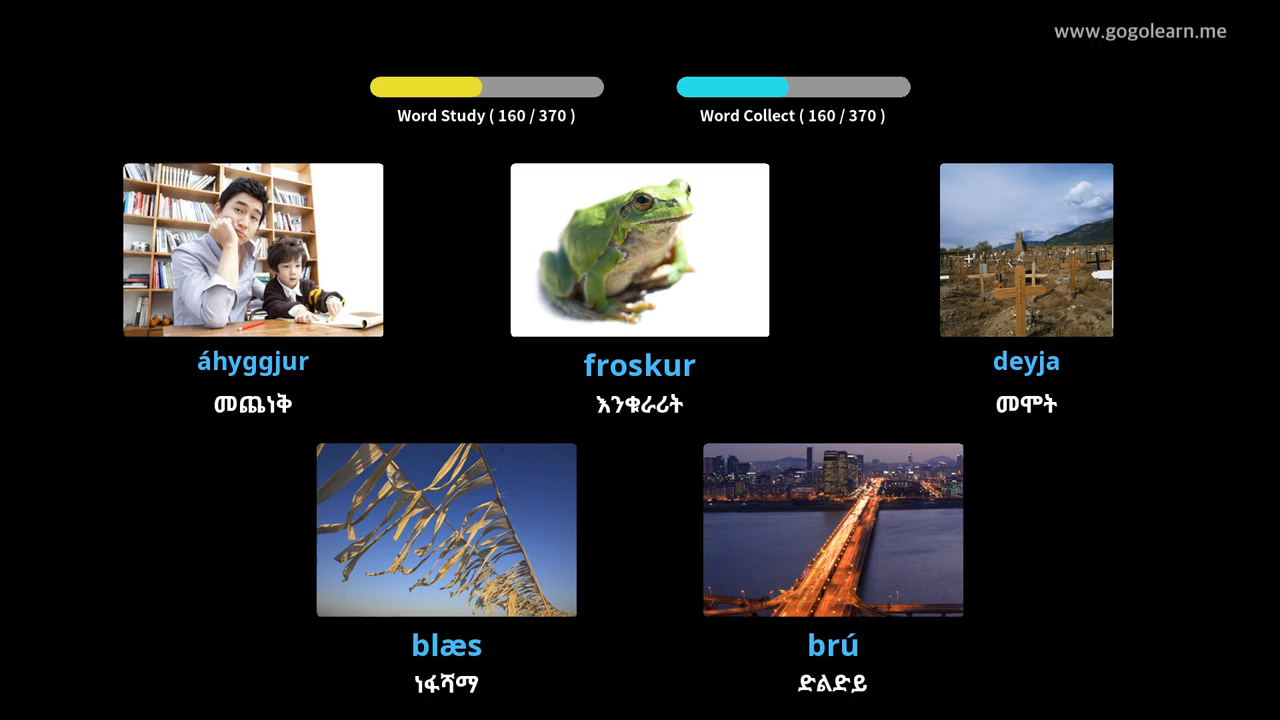 www.gogolearn.me
Word Study ( 160 / 370 )
Word Collect ( 160 / 370 )
áhyggjur
froskur
deyja
መጨነቅ
እንቁራሪት
መሞት
blæs
brú
ነፋሻማ
ድልድይ